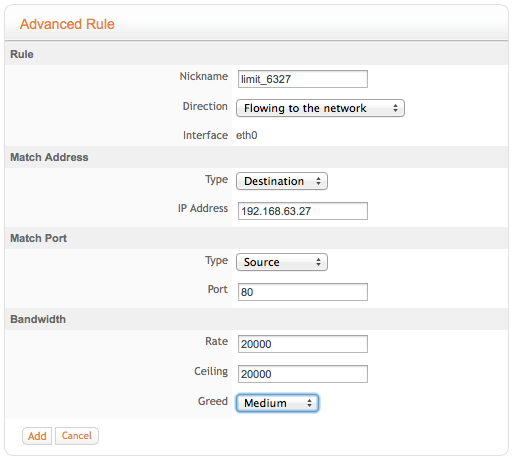 Advanced Rule
Rule
Nickname limit_6327
Direction Flowing to the network
Interface eth0
Match Address
Type Destination
IP Address 192.168.63.27
Match Port
Type Source
Port 80
Bandwidth
Rate 20000
Ceiling 20000
Greed Medium
Add Cancel